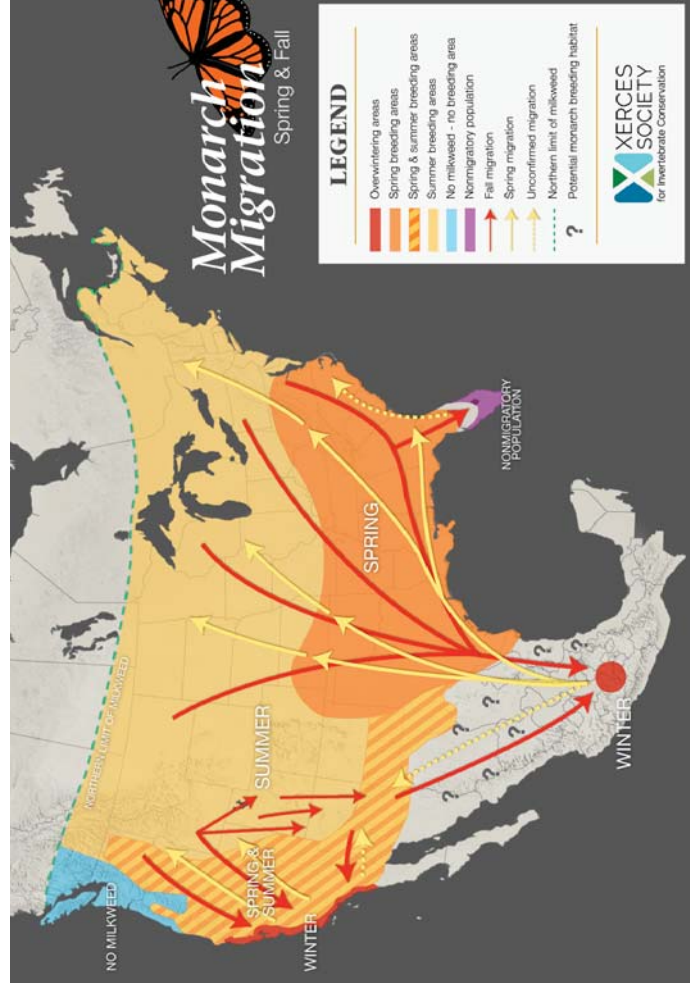 Monarch
Migration
Spring & Fall
LEGEND
Overwintering areas
Spring breeding areas
Spring & summer breeding areas
Summer breeding areas
No milkweed - no breeding area
Nonmigratory population
Fall migration
Spring migration
Unconfirmed migration
Northern limit of milkweed
? Potential monarch breeding habitat
XERCES
SOCIETY
for Invertebrate Conservation
NO MILKWEED
NORTHERN LIMIT OF MILKWEED
SPRING &
SUMMER
SUMMER
SPRING
WINTER
NONMIGRATORY
POPULATION
?
?
?
?
?
?
?
WINTER